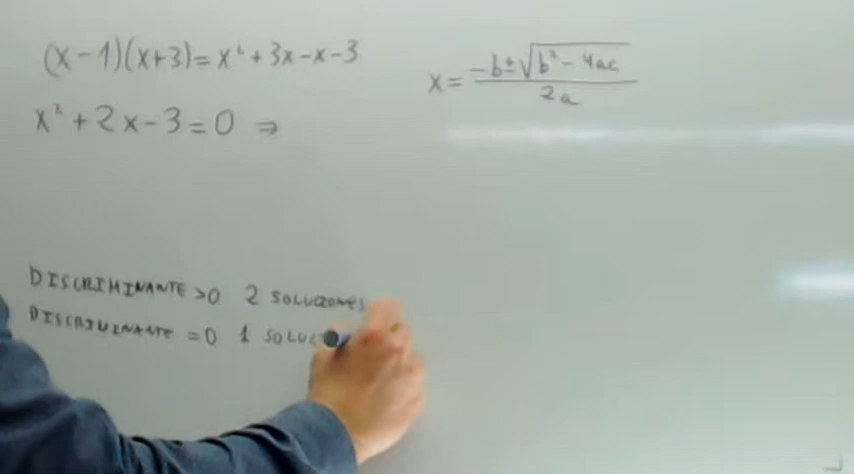 (x-1)(x+3)=x²+3x-x-3
x²+2x-3=0 ⇒
x= -b±√b²-4ac
2a
DISCRIMINANTE >0 2 SOLUCIONES
DISCRIMINANTE =0 1 SOLUC